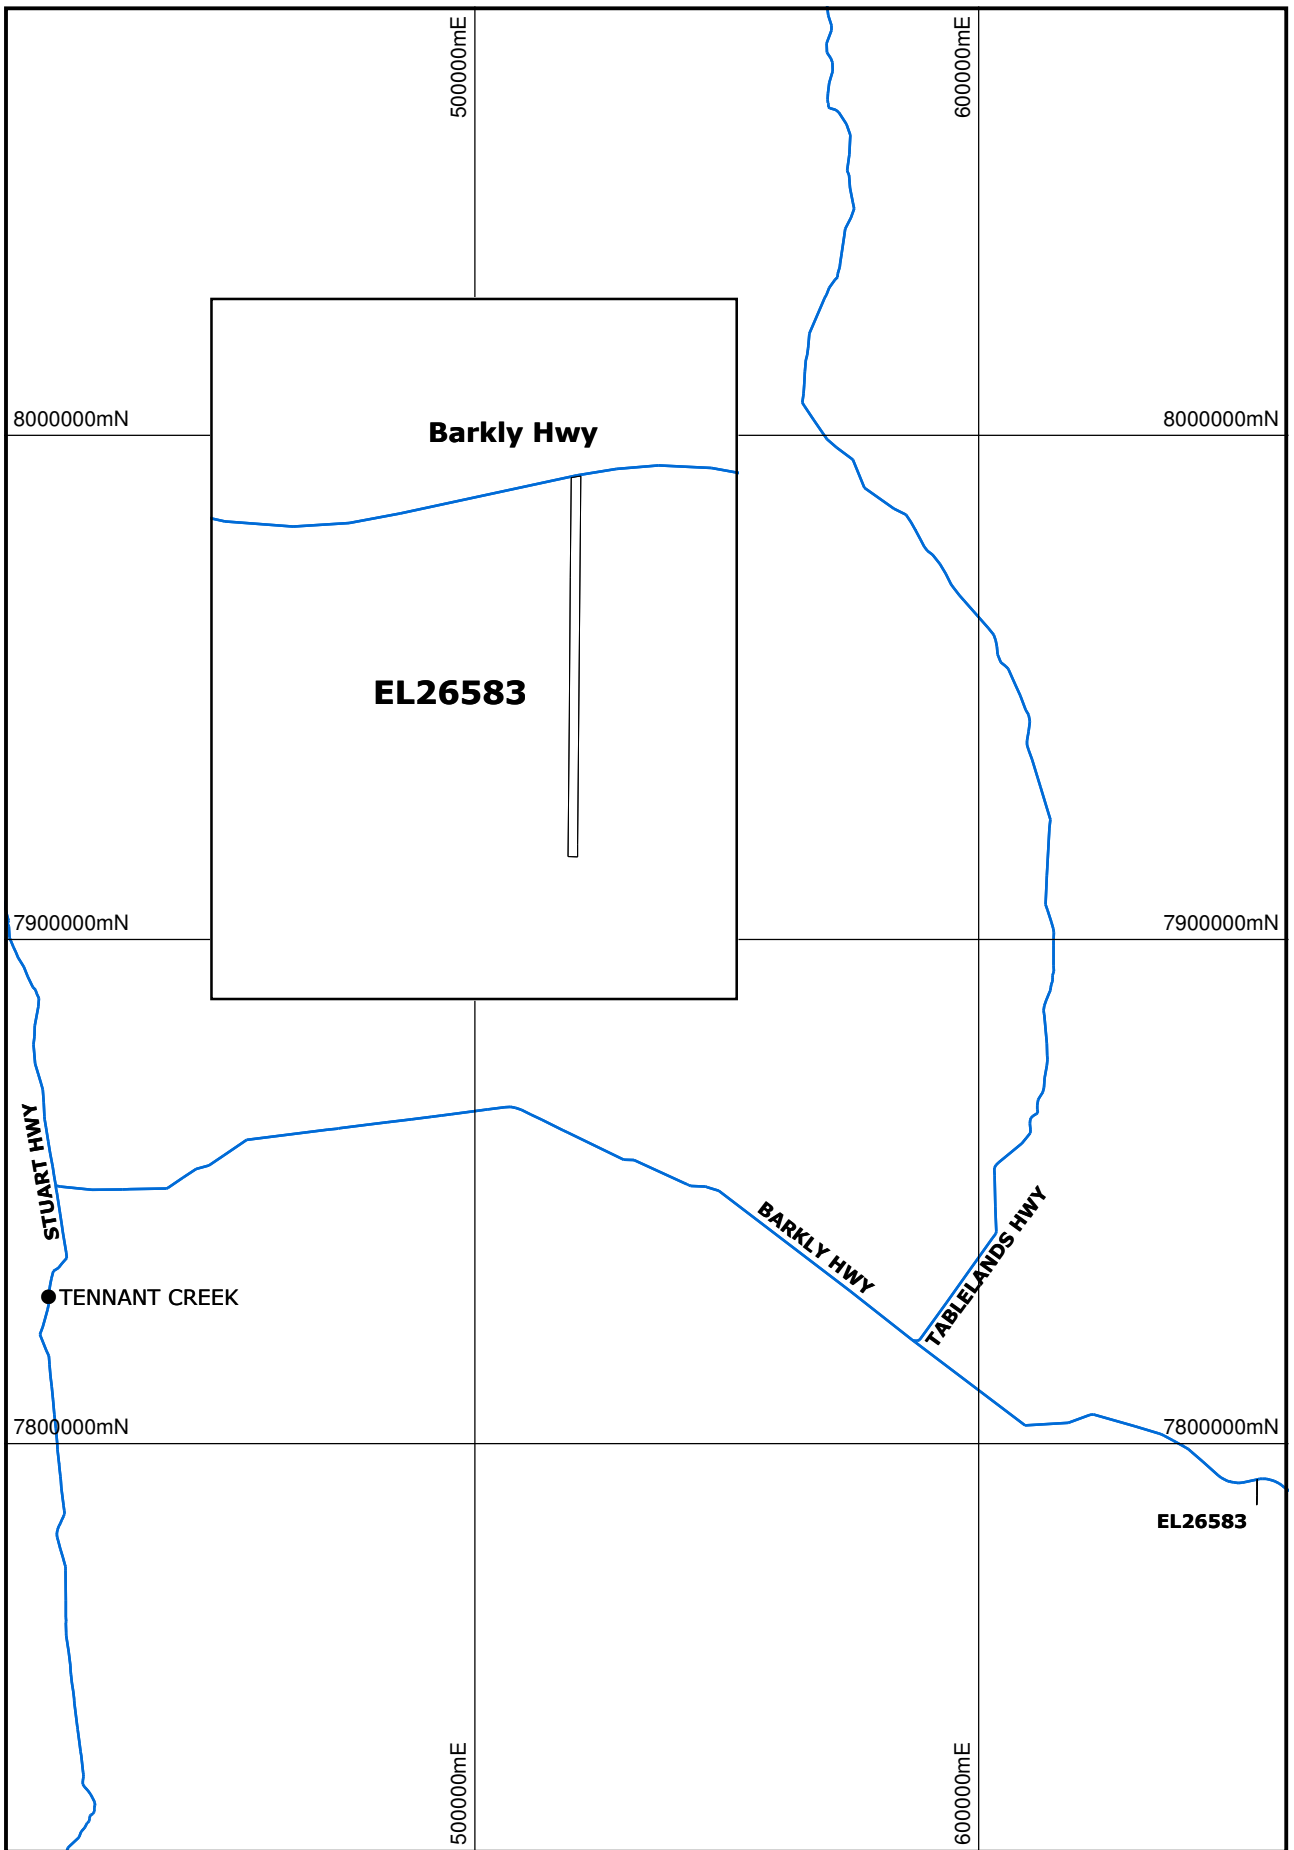 500000mE
600000mE
8000000mN
8000000mN
Barkly Hwy
EL26583
7900000mN
7900000mN
STUART HWY
BARKLY HWY
TABLELANDS HWY
TENNANT CREEK
7800000mN
7800000mN
EL26583
500000mE
600000mE